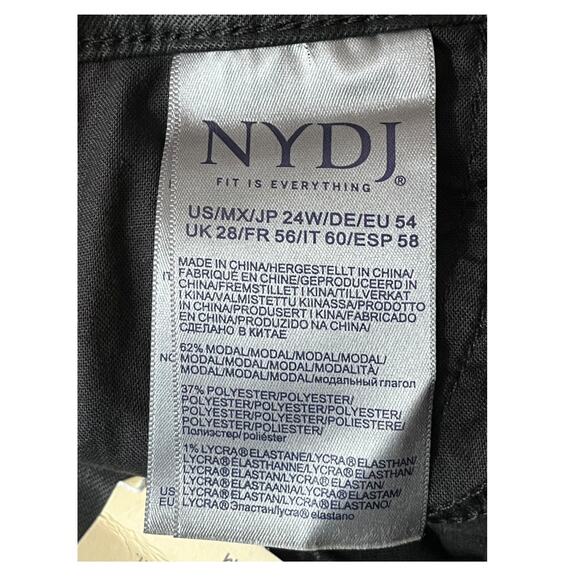 NYDJ
FIT IS EVERYTHING ®
US/MX/JP 24W/DE/EU 54
UK 28/FR 56/IT 60/ESP 58
MADE IN CHINA/HERGESTELLT IN CHINA/
FABRIQUÉ EN CHINE/GEPRODUCEERD IN
CHINA/FREMSTILLET I KINA/TILLVERKAT
I KINA/VALMISTETTU KIINASSA/PRODOTTO
IN CHINA/PRODUSERT I KINA/FABRICADO
EN CHINA/PRODUZIDO NA CHINA/
СДЕЛАНО В КИТАЕ
62% MODAL/MODAL/MODAL/MODAL/
MODAL/MODAL/MODAL/MODALITÀ/
MODAL/MODAL/MODAL/модальный глагол
37% POLYESTER/POLYESTER/
POLYESTER/POLYESTER/POLYESTER/
POLYESTER/POLYESTER/POLIESTERE/
POLYESTER/POLIESTER/
Полиэстер/poliéster
1% LYCRA®ELASTANE/LYCRA®ELASTHAN/
LYCRA®ELASTHANNE/LYCRA®ELASTHAN/
LYCRA®ELASTAN/LYCRA®ELASTAN/
LYCRA®ELASTAANI/LYCRA®ELASTAM/
LYCRA®ELASTAN/LYCRA®ELASTANO/
LYCRA®Эластан/lycra®elastano
US
EU